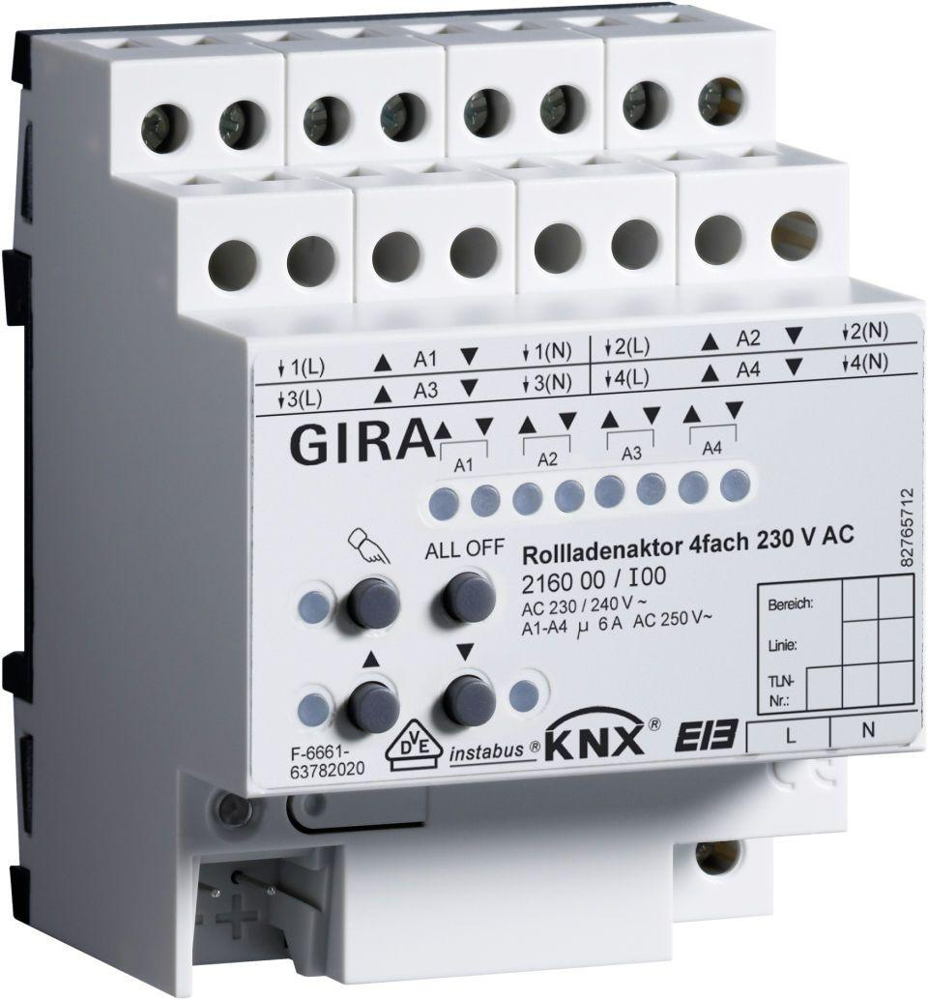 1(L) ▲ A1 ▼ 1(N) 2(L) ▲ A2 ▼ 2(N)
3(L) ▲ A3 ▼ 3(N) 4(L) ▲ A4 ▼ 4(N)
GIRA
▲ ▼ ▲ ▼ ▲ ▼ ▲ ▼
A1 A2 A3 A4
ALL OFF
Rollladenaktor 4fach 230 V AC
2160 00 / I00
AC 230 / 240 V ~
A1-A4 µ 6 A AC 250 V~
82765712
Bereich:
Linie:
TLN-
Nr.:
▲ ▼
F-6661-
63782020
VDE
instabus ® KNX ® EIB
L N
- +